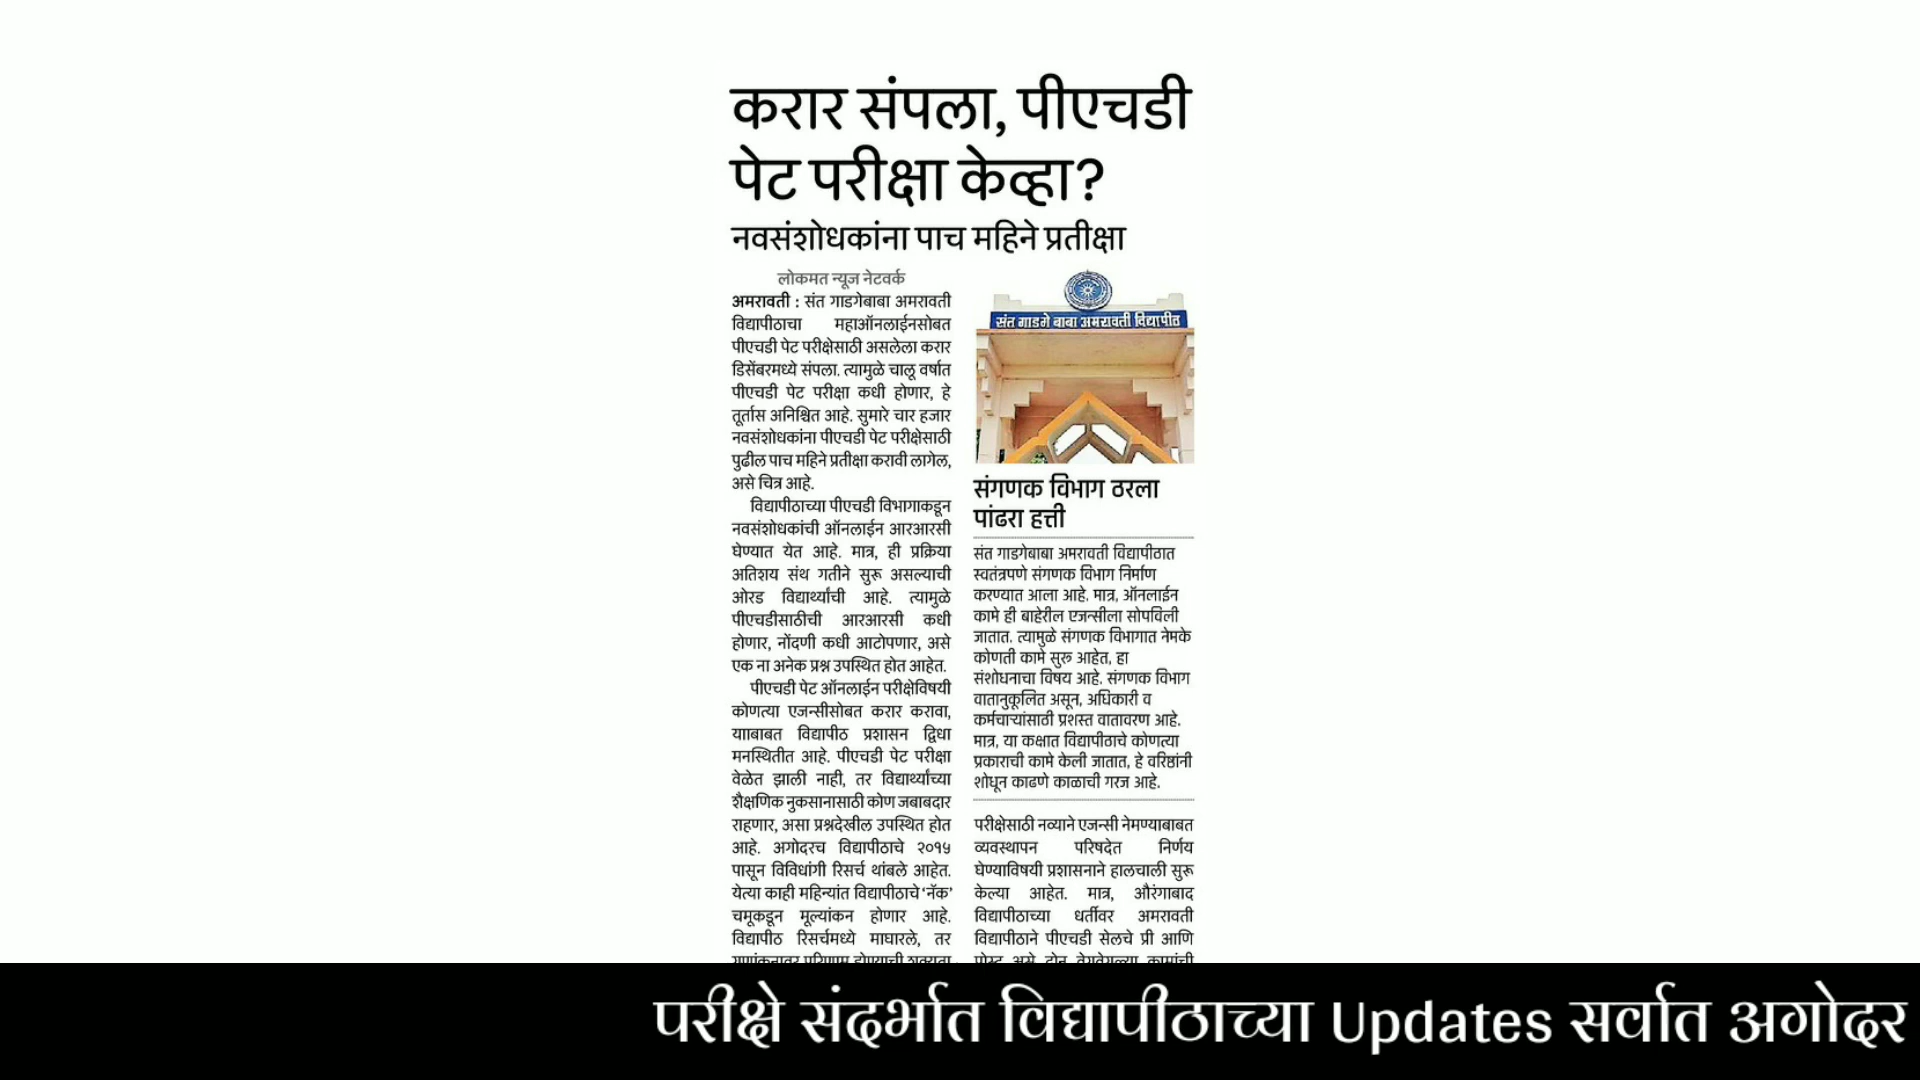 करार संपला, पीएचडी
पेट परीक्षा केव्हा?
नवसंशोधकांना पाच महिने प्रतीक्षा
लोकमत न्यूज नेटवर्क
अमरावती : संत गाडगेबाबा अमरावती
विद्यापीठाचा महाऑनलाईनसोबत
पीएचडी पेट परीक्षेसाठी असलेला करार
डिसेंबरमध्ये संपला. त्यामुळे चालू वर्षात
पीएचडी पेट परीक्षा कधी होणार, हे
तूर्तास अनिश्चित आहे. सुमारे चार हजार
नवसंशोधकांना पीएचडी पेट परीक्षेसाठी
पुढील पाच महिने प्रतीक्षा करावी लागेल,
असे चित्र आहे.
विद्यापीठाच्या पीएचडी विभागाकडून
नवसंशोधकांची ऑनलाईन आरआरसी
घेण्यात येत आहे. मात्र, ही प्रक्रिया
अतिशय संथ गतीने सुरू असल्याची
ओरड विद्यार्थ्यांची आहे. त्यामुळे
पीएचडीसाठीची आरआरसी कधी
होणार, नोंदणी कधी आटोपणार, असे
एक ना अनेक प्रश्न उपस्थित होत आहेत.
पीएचडी पेट ऑनलाईन परीक्षेविषयी
कोणत्या एजन्सीसोबत करार करावा,
यााबाबत विद्यापीठ प्रशासन द्विधा
मनस्थितीत आहे. पीएचडी पेट परीक्षा
वेळेत झाली नाही, तर विद्यार्थ्यांच्या
शैक्षणिक नुकसानासाठी कोण जबाबदार
राहणार, असा प्रश्नदेखील उपस्थित होत
आहे. अगोदरच विद्यापीठाचे २०१५
पासून विविधांगी रिसर्च थांबले आहेत.
येत्या काही महिन्यांत विद्यापीठाचे ‘नॅक’
चमूकडून मूल्यांकन होणार आहे.
विद्यापीठ रिसर्चमध्ये माघारले, तर
गुणांकनावर परिणाम होण्याची शक्यता
संत गाडगे बाबा अमरावती विद्यापीठ
संगणक विभाग ठरला
पांढरा हत्ती
संत गाडगेबाबा अमरावती विद्यापीठात
स्वतंत्रपणे संगणक विभाग निर्माण
करण्यात आला आहे. मात्र, ऑनलाईन
कामे ही बाहेरील एजन्सीला सोपविली
जातात. त्यामुळे संगणक विभागात नेमके
कोणती कामे सुरू आहेत, हा
संशोधनाचा विषय आहे. संगणक विभाग
वातानुकूलित असून, अधिकारी व
कर्मचाऱ्यांसाठी प्रशस्त वातावरण आहे.
मात्र, या कक्षात विद्यापीठाचे कोणत्या
प्रकाराची कामे केली जातात, हे वरिष्ठांनी
शोधून काढणे काळाची गरज आहे.
परीक्षेसाठी नव्याने एजन्सी नेमण्याबाबत
व्यवस्थापन परिषदेत निर्णय
घेण्याविषयी प्रशासनाने हालचाली सुरू
केल्या आहेत. मात्र, औरंगाबाद
विद्यापीठाच्या धर्तीवर अमरावती
विद्यापीठाने पीएचडी सेलचे प्री आणि
पोस्ट असे दोन वेगवेगळ्या कामांची
परीक्षे संदर्भात विद्यापीठाच्या Updates सर्वात अगोदर